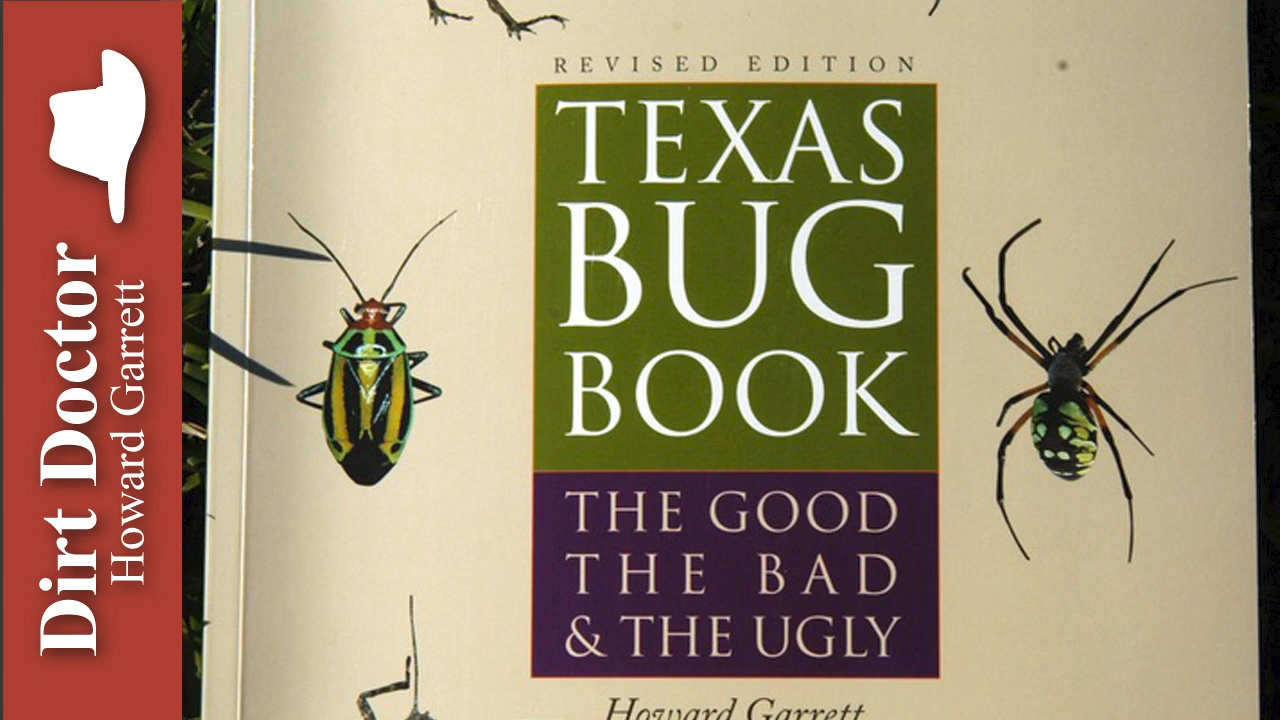 Dirt Doctor
Howard Garrett
REVISED EDITION
TEXAS
BUG
BOOK
THE GOOD
THE BAD
& THE UGLY
Howard Garrett